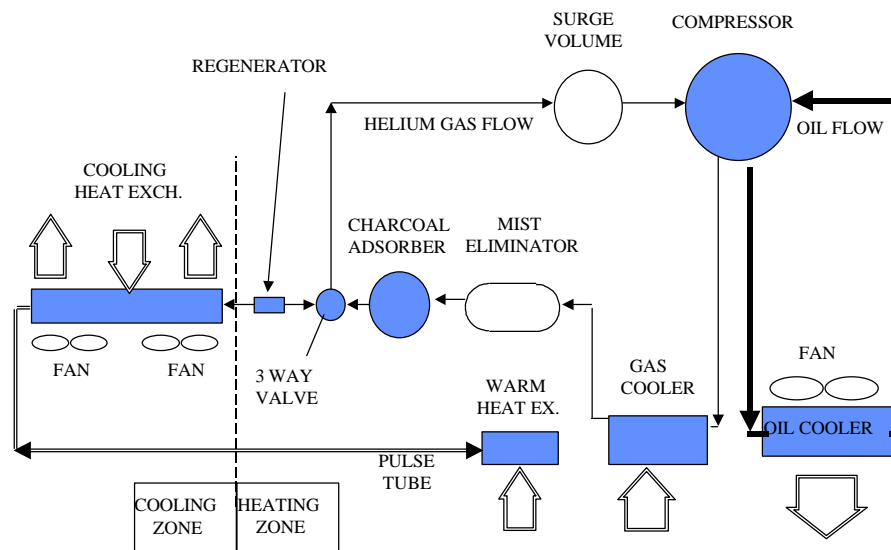 SURGE
VOLUME
COMPRESSOR
REGENERATOR
HELIUM GAS FLOW
OIL FLOW
COOLING
HEAT EXCH.
CHARCOAL
ADSORBER
MIST
ELIMINATOR
FAN
FAN
3 WAY
VALVE
WARM
HEAT EX.
GAS
COOLER
FAN
OIL COOLER
PULSE
TUBE
COOLING
ZONE
HEATING
ZONE